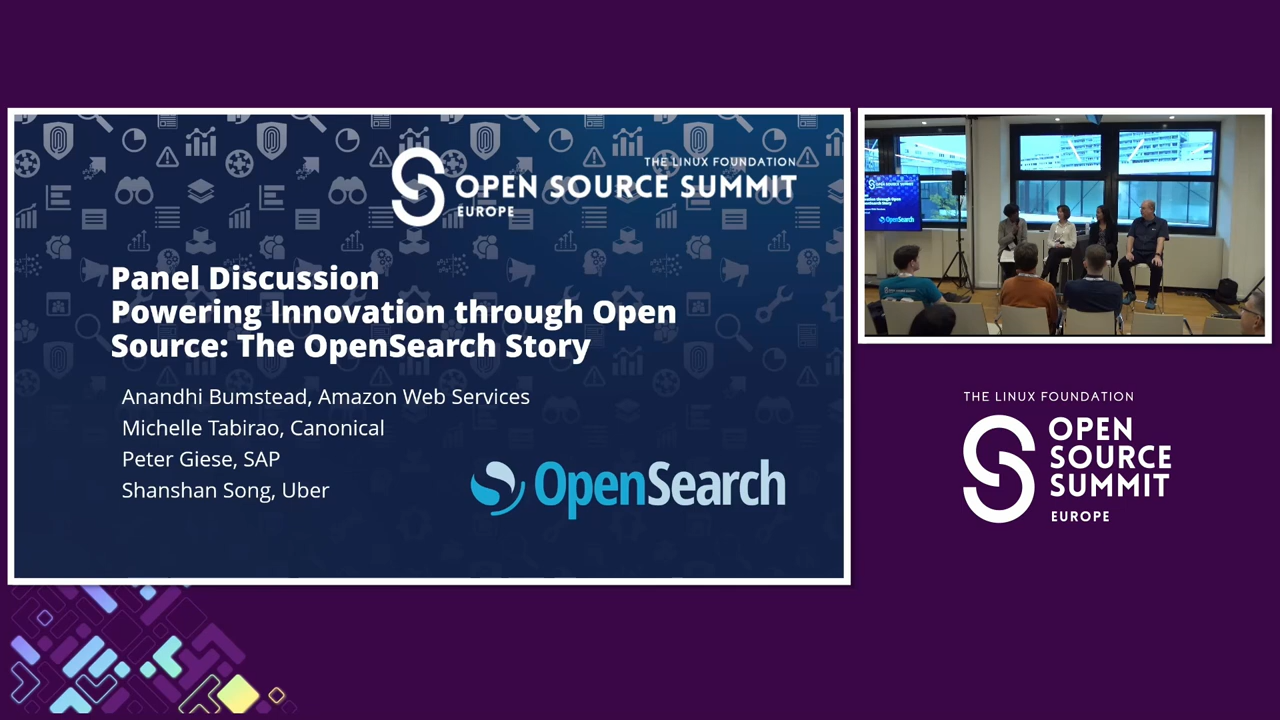 THE LINUX FOUNDATION
OPEN SOURCE SUMMIT
EUROPE
Panel Discussion
Powering Innovation through Open
Source: The OpenSearch Story
Anandhi Bumstead, Amazon Web Services
Michelle Tabirao, Canonical
Peter Giese, SAP
Shanshan Song, Uber
OpenSearch
OpenSearch
THE LINUX FOUNDATION
OPEN
SOURCE
SUMMIT
EUROPE